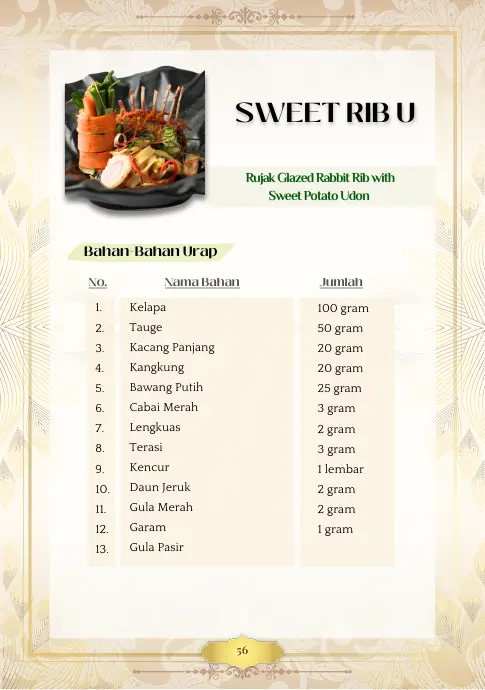 SWEET RIB U
Rujak Glazed Rabbit Rib with
Sweet Potato Udon
Bahan-Bahan Urap
No. Nama Bahan Jumlah
1. Kelapa 100 gram
2. Tauge 50 gram
3. Kacang Panjang 20 gram
4. Kangkung 20 gram
5. Bawang Putih 25 gram
6. Cabai Merah 3 gram
7. Lengkuas 2 gram
8. Terasi 3 gram
9. Kencur 1 lembar
10. Daun Jeruk 2 gram
11. Gula Merah 2 gram
12. Garam 1 gram
13. Gula Pasir
56